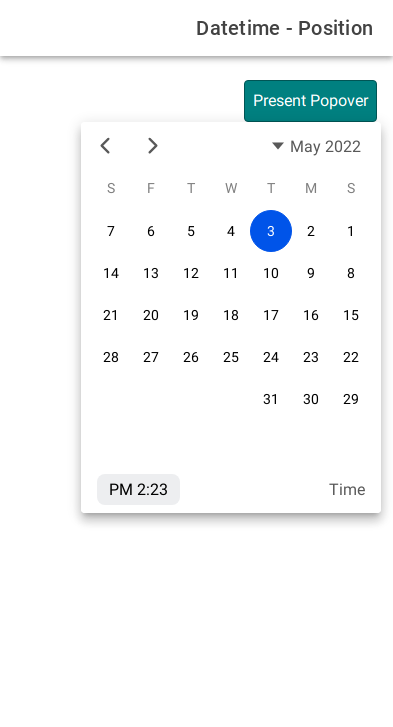 Datetime - Position
Present Popover
May 2022
S F T W T M S
7 6 5 4 3 2 1
14 13 12 11 10 9 8
21 20 19 18 17 16 15
28 27 26 25 24 23 22
31 30 29
PM 2:23 Time